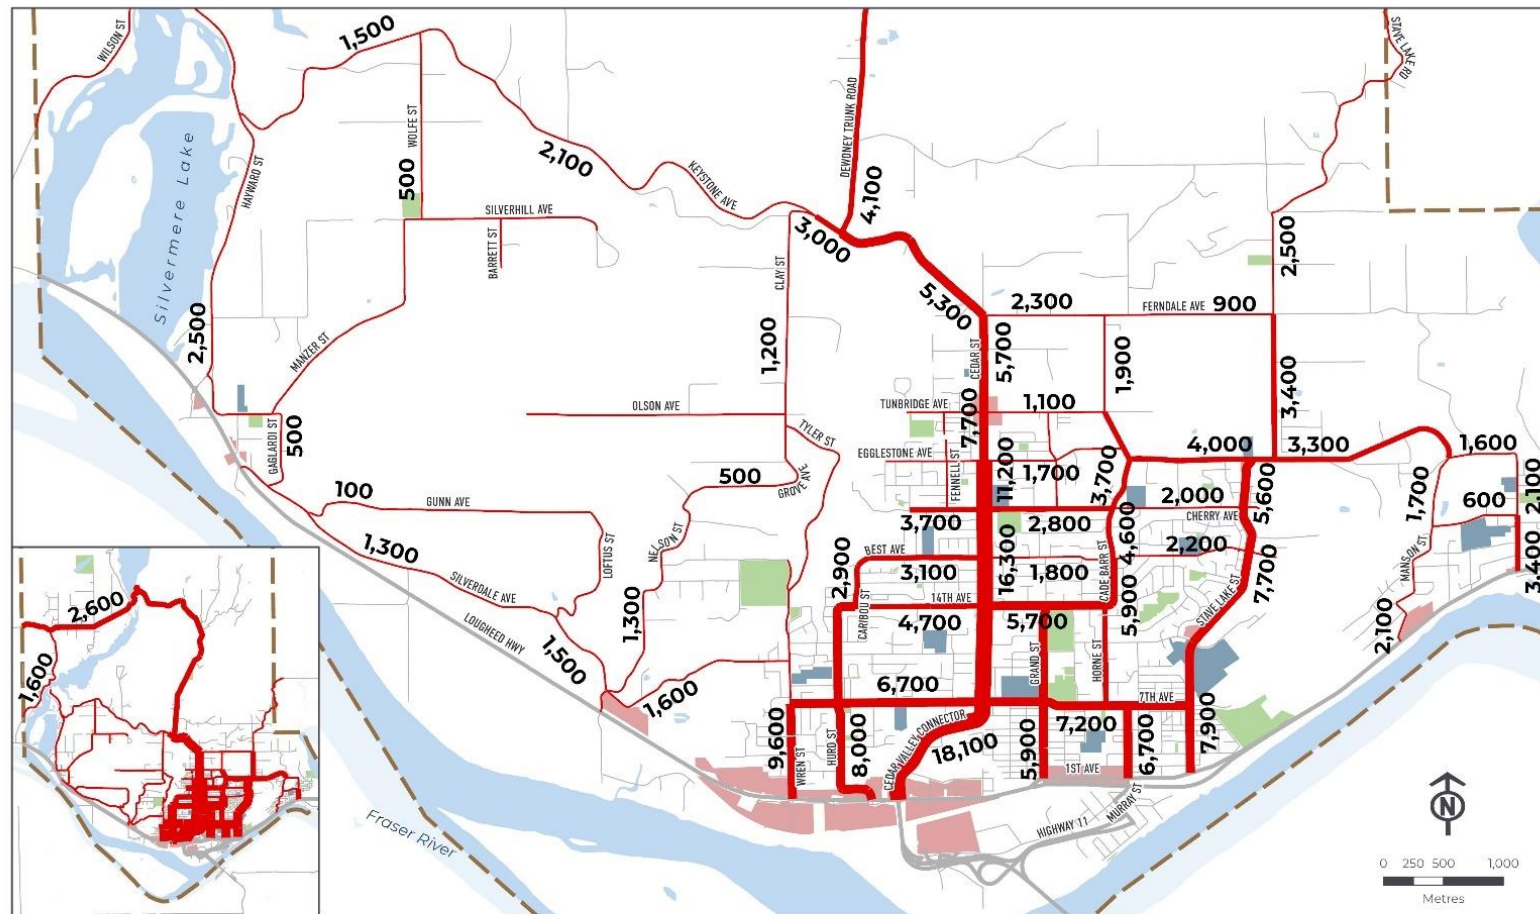 WILSON ST
1,500
STAVE LAKE RD
DEWDNEY TRUNK ROAD
WOLFE ST
2,100
Silvermere Lake
HAYWARD ST
500
KEYSTONE AVE
4,100
SILVERHILL AVE
3,000
BARRETT ST
2,500
CLAY ST
5,300
2,300
FERNDALE AVE
900
2,500
MANZER ST
1,200
CEDAR ST
5,700
1,900
3,400
OLSON AVE
TUNBRIDGE AVE
1,100
7,700
TYLER ST
GAGLARDI ST
500
4,000
3,300
1,600
EGGLESTONE AVE
FENNELL ST
11,200
1,700
3,700
500
GROVE AVE
100
GUNN AVE
2,000
5,600
1,700
600
2,100
3,700
2,800
CHERRY AVE
1,300
NELSON ST
LOFTUS ST
BEST AVE
2,900
3,100
16,300
1,800
CADE BARR ST
4,600
2,200
7,700
MANSON ST
3,400
SILVERDALE AVE
14TH AVE
CARIBOU ST
4,700
5,700
5,900
STAVE LAKE ST
2,600
LOUGHEED HWY
1,300
2,100
1,500
GRAND ST
HORNE ST
1,600
1,600
6,700
7TH AVE
7,200
9,600
WREN ST
HURD ST
8,000
CEDAR VALLEY CONNECTOR
18,100
5,900
6,700
7,900
1ST AVE
MURRAY ST
HIGHWAY 11
Fraser River
N
0 250 500 1,000
Metres